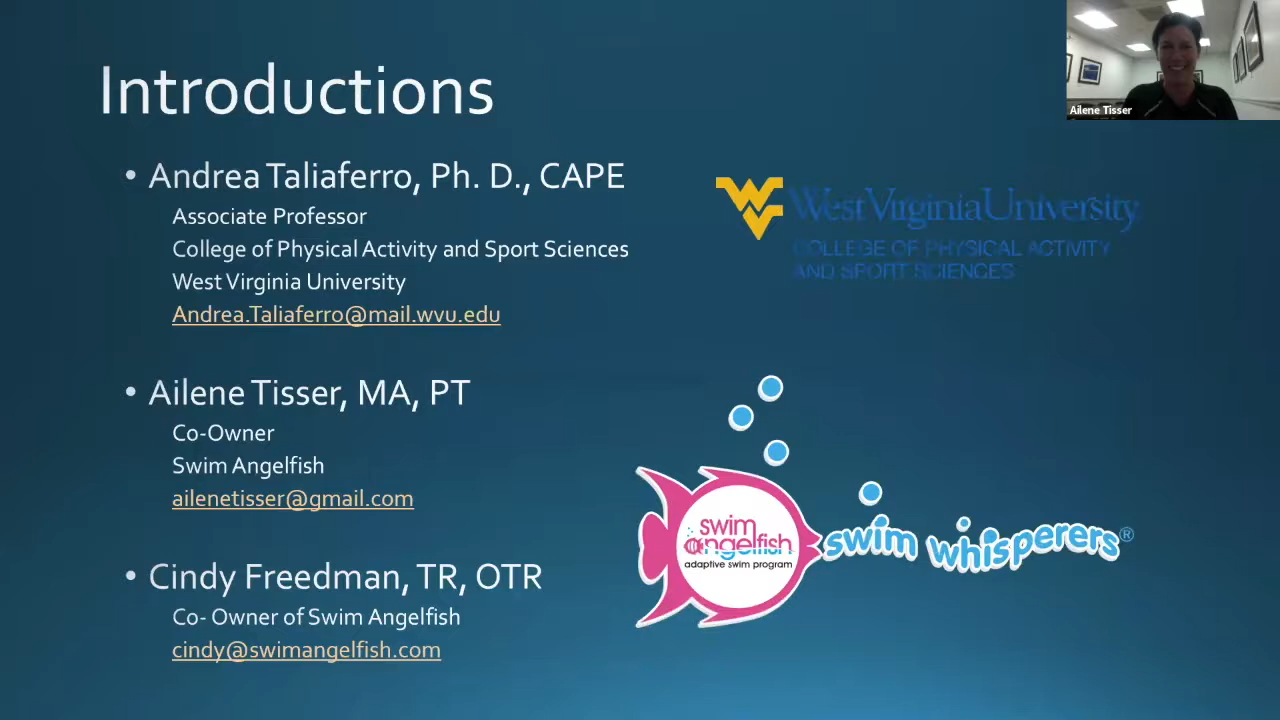 Introductions
Ailene Tisser
• Andrea Taliaferro, Ph. D., CAPE
Associate Professor
College of Physical Activity and Sport Sciences
West Virginia University
Andrea.Taliaferro@mail.wvu.edu
WestVirginiaUniversity
COLLEGE OF PHYSICAL ACTIVITY
AND SPORT SCIENCES
• Ailene Tisser, MA, PT
Co-Owner
Swim Angelfish
ailenetisser@gmail.com
swim
angelfish
adaptive swim program
swim whisperers®
• Cindy Freedman, TR, OTR
Co- Owner of Swim Angelfish
cindy@swimangelfish.com